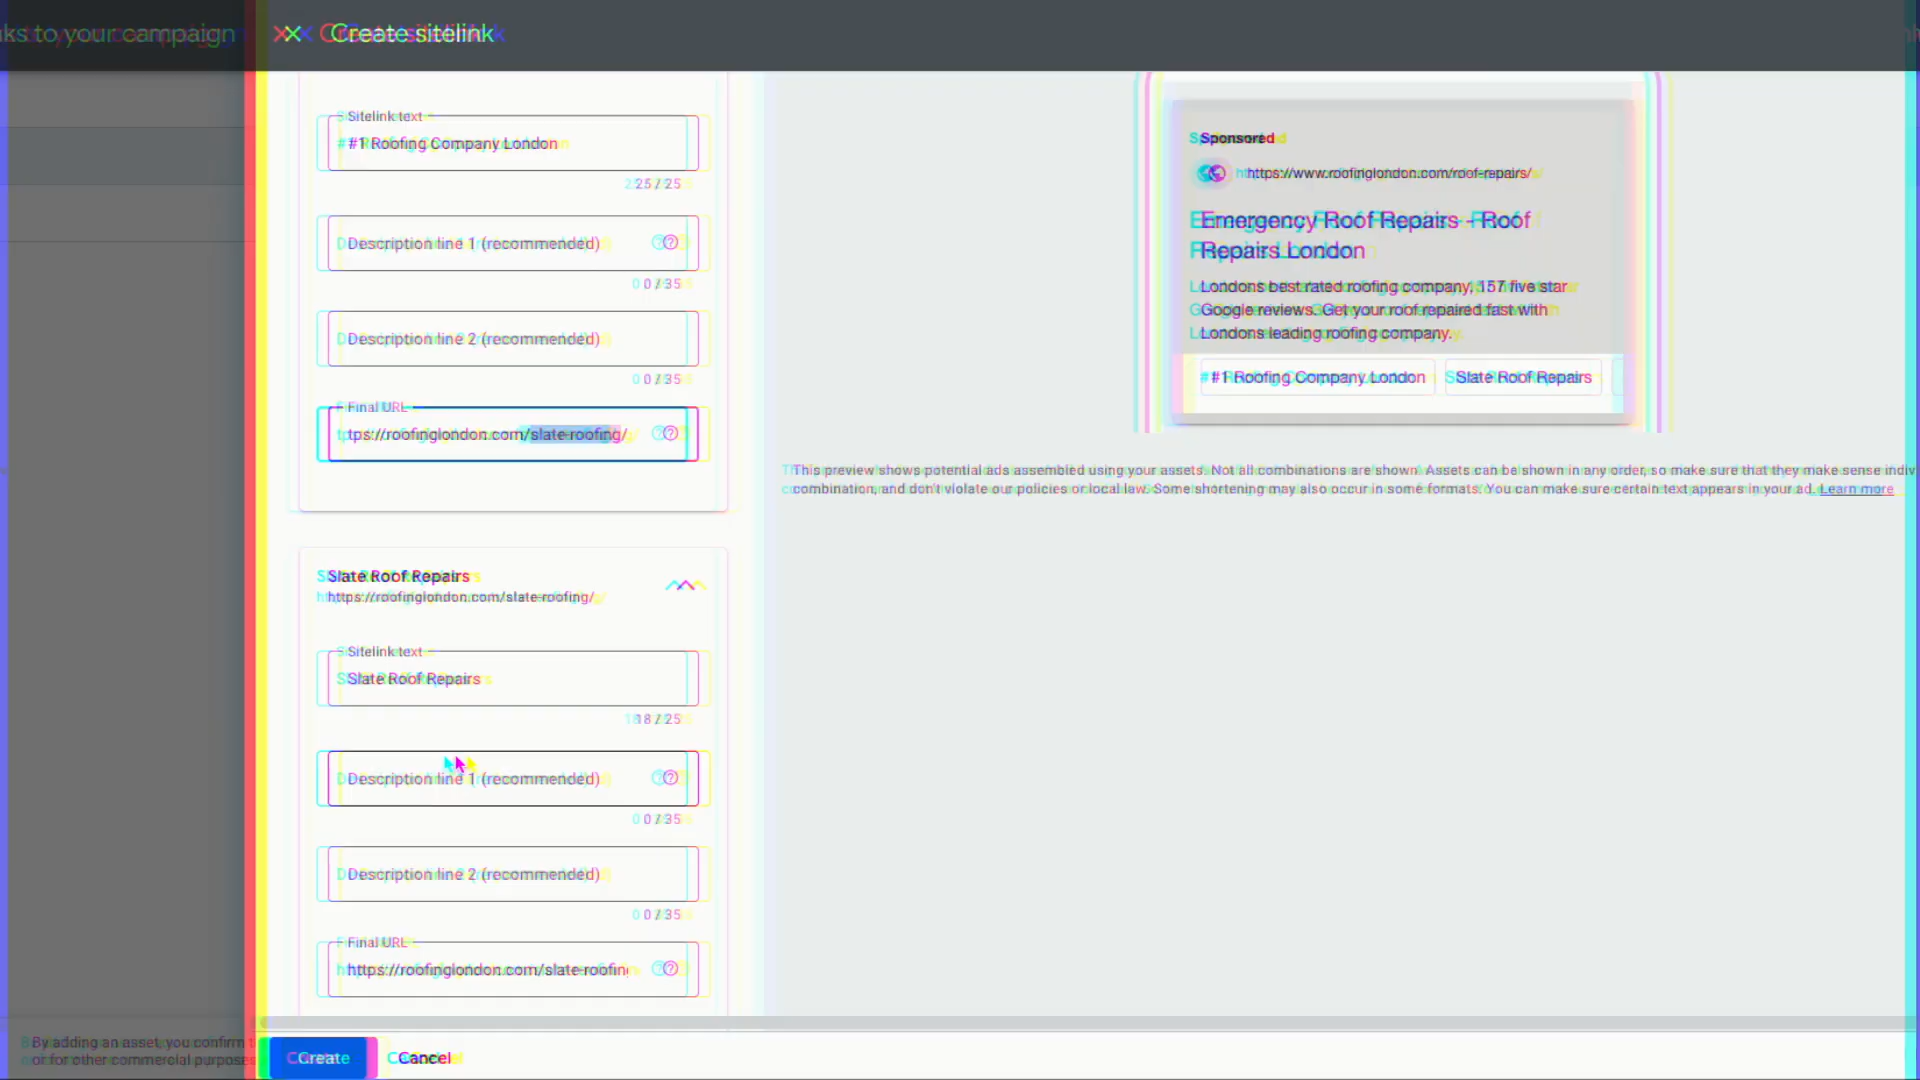 ks to your campaign
Create sitelink
Sitelink text
#1 Roofing Company London
25 / 25
Description line 1 (recommended)
0 / 35
Description line 2 (recommended)
0 / 35
Final URL
tps://roofinglondon.com/slate-roofing/
Slate Roof Repairs
https://roofinglondon.com/slate-roofing/
Sitelink text
Slate Roof Repairs
18 / 25
Description line 1 (recommended)
0 / 35
Description line 2 (recommended)
0 / 35
Final URL
https://roofinglondon.com/slate-roofing
Create
Cancel
By adding an asset, you confirm t
or for other commercial purpose
Sponsored
https://www.roofinglondon.com/roof-repairs/
Emergency Roof Repairs - Roof
Repairs London
Londons best rated roofing company, 157 five star
Google reviews. Get your roof repaired fast with
Londons leading roofing company.
#1 Roofing Company London
Slate Roof Repairs
This preview shows potential ads assembled using your assets. Not all combinations are shown. Assets can be shown in any order, so make sure that they make sense indiv
combination, and don't violate our policies or local law. Some shortening may also occur in some formats. You can make sure certain text appears in your ad. Learn more